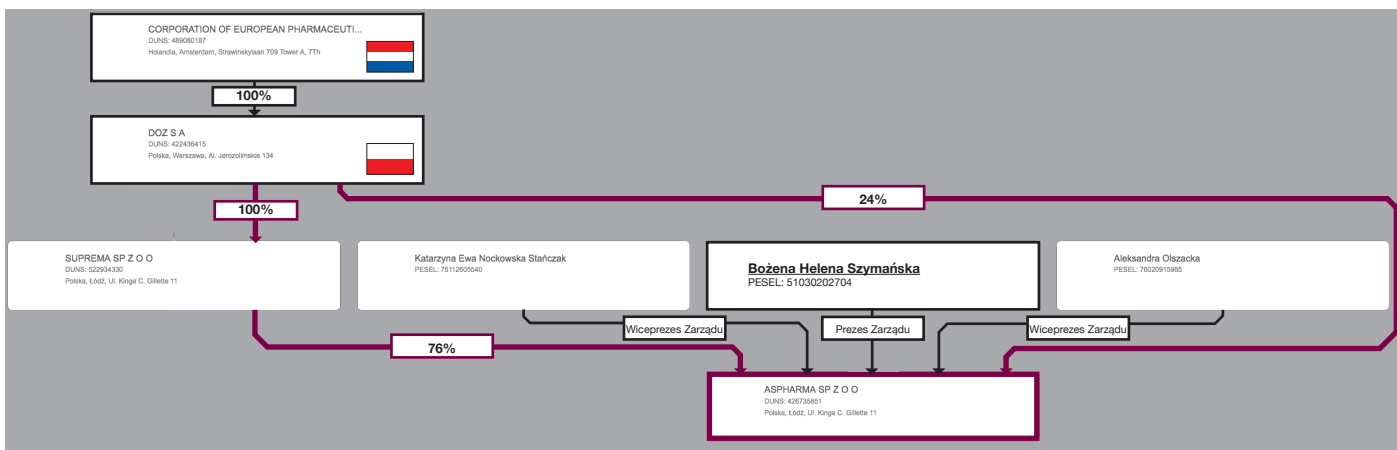 CORPORATION OF EUROPEAN PHARMACEUTI...
DUNS: 489080187
Holandia, Amsterdam, Strawinskylaan 709 Tower A, 7Th
100%
DOZ S A
DUNS: 422436415
Polska, Warszawa, Al. Jerozolimskie 134
100%
24%
SUPREMA SP Z O O
DUNS: 522934330
Polska, Łódź, Ul. Kinga C. Gillette 11
Katarzyna Ewa Nockowska Stańczak
PESEL: 75112605540
Bożena Helena Szymańska
PESEL: 51030202704
Aleksandra Olszacka
PESEL: 76020915985
Wiceprezes Zarządu
Prezes Zarządu
Wiceprezes Zarządu
76%
ASPHARMA SP Z O O
DUNS: 426735851
Polska, Łódź, Ul. Kinga C. Gillette 11